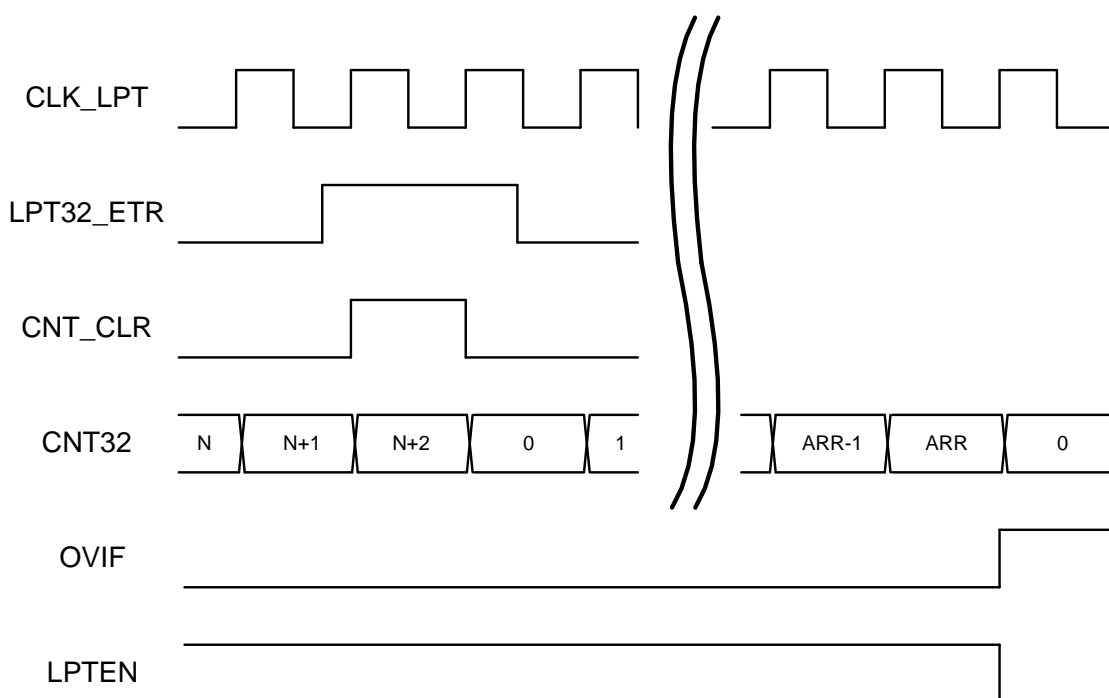 CLK_LPT
LPT32_ETR
CNT_CLR
CNT32 N N+1 N+2 0 1 ARR-1 ARR 0
OVIF
LPTEN